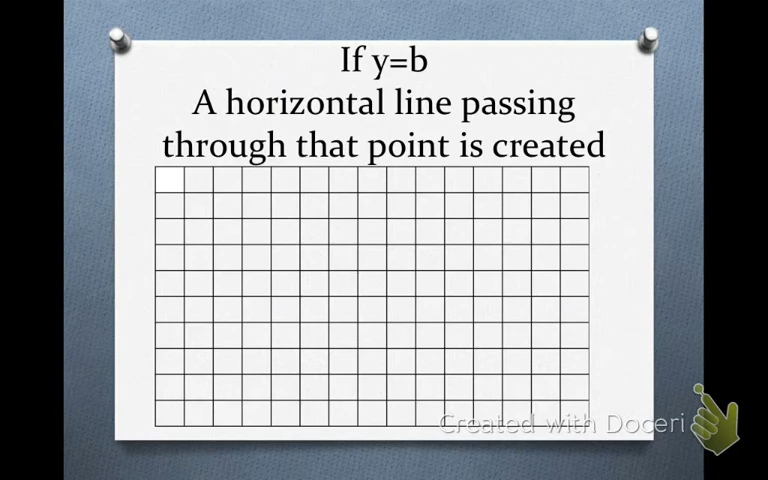 If y=b
A horizontal line passing
through that point is created
Created with Doceri